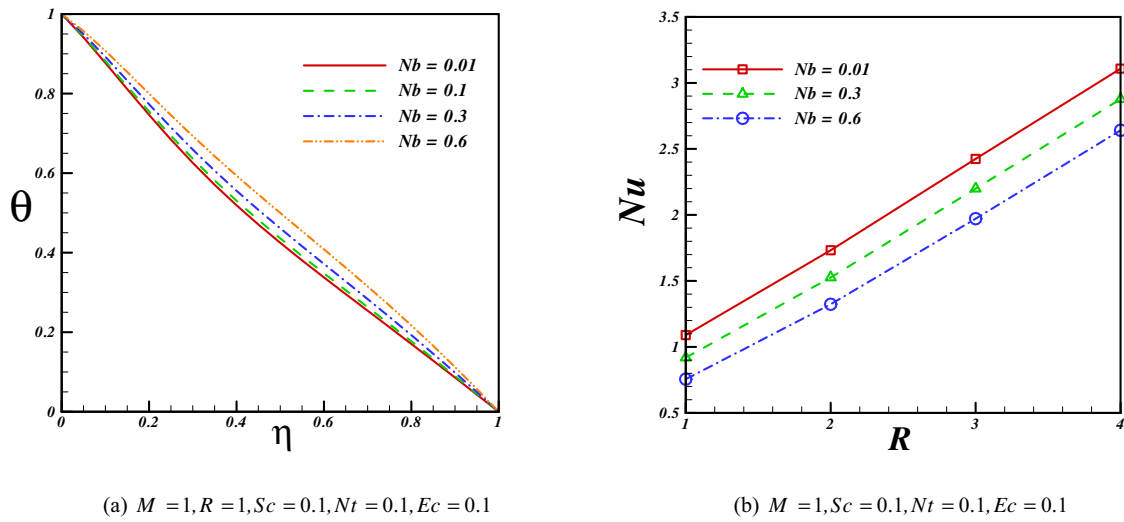 1
0.8
0.6
0.4
0.2
0
θ
0
0.2
0.4
0.6
0.8
1
η
Nb = 0.01
Nb = 0.1
Nb = 0.3
Nb = 0.6
(a) M = 1, R = 1, Sc = 0.1, Nt = 0.1, Ec = 0.1
3.5
3
2.5
2
1.5
1
0.5
Nu
1
2
3
4
R
Nb = 0.01
Nb = 0.3
Nb = 0.6
(b) M = 1, Sc = 0.1, Nt = 0.1, Ec = 0.1